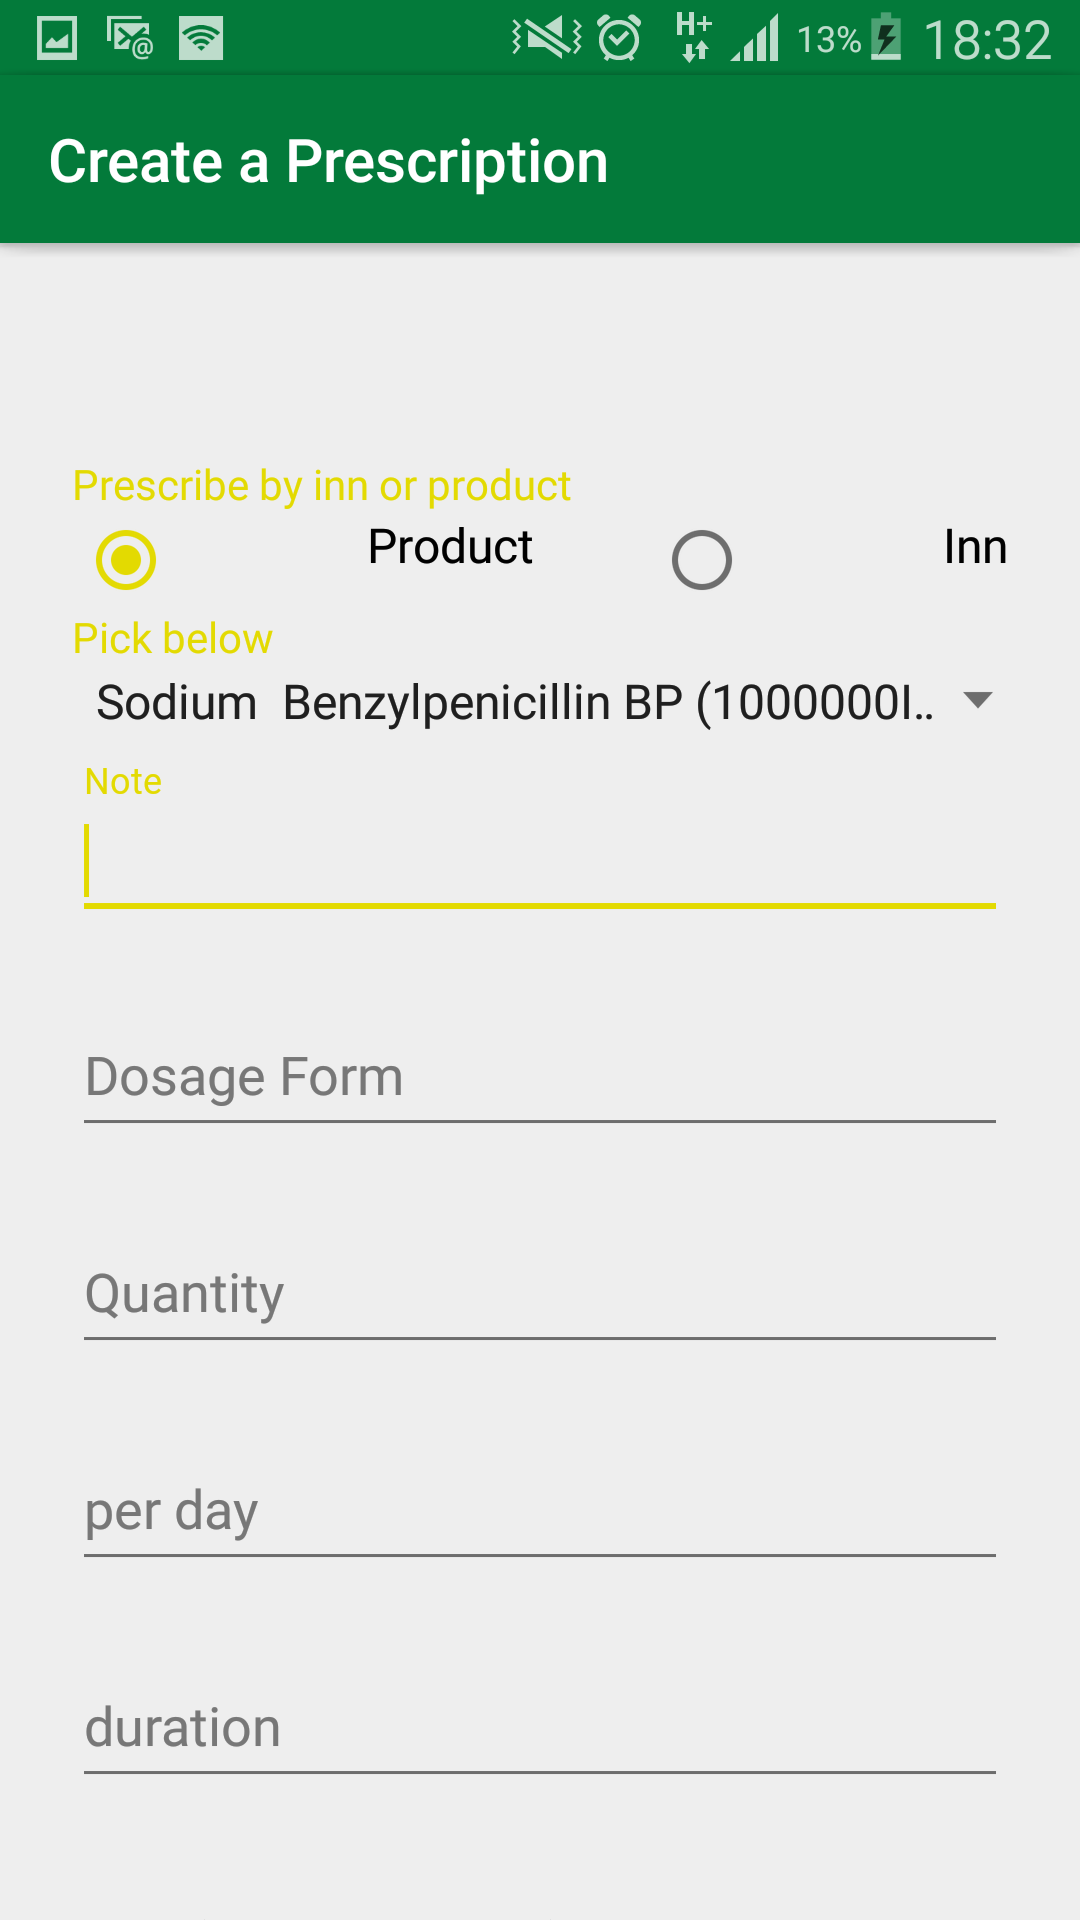 H+ 13% 18:32
Create a Prescription
Prescribe by inn or product
Product Inn
Pick below
Sodium  Benzylpenicillin BP (1000000I..
Note
Dosage Form
Quantity
per day
duration